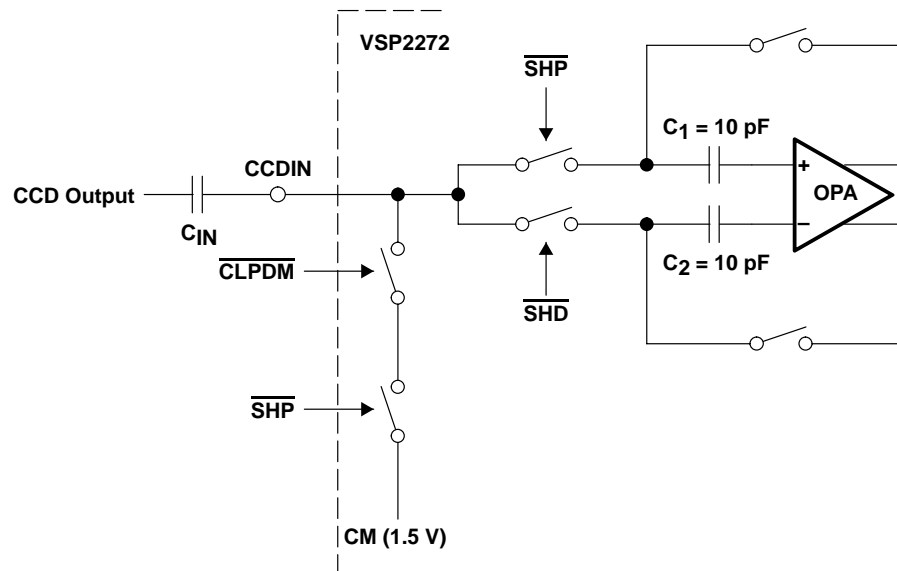 VSP2272
SHP
C1 = 10 pF
CCDIN
+
OPA
CCD Output
CIN
−
C2 = 10 pF
CLPDM
SHD
SHP
CM (1.5 V)